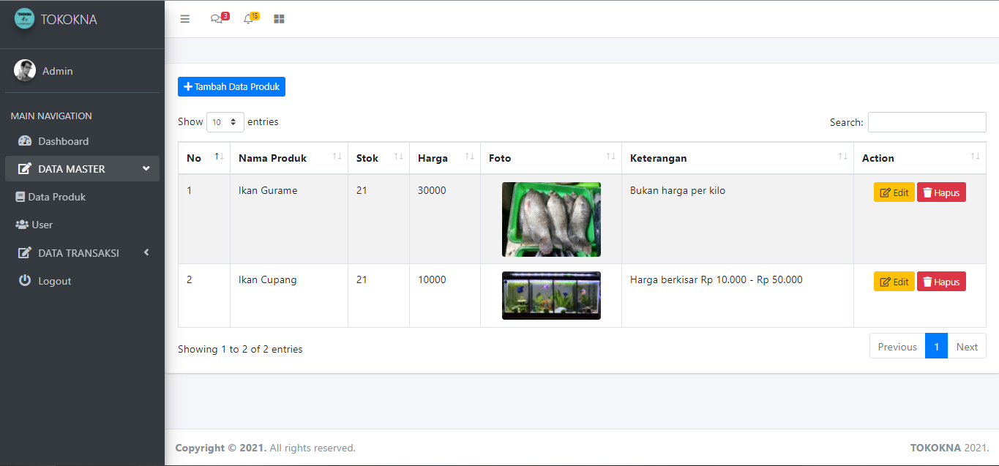 TOKOKNA
3
15
Admin
Tambah Data Produk
MAIN NAVIGATION
Show 10 entries
Search:
Dashboard
DATA MASTER
Data Produk
User
DATA TRANSAKSI
Logout
No Nama Produk Stok Harga Foto Keterangan Action
1 Ikan Gurame 21 30000 Bukan harga per kilo Edit Hapus
2 Ikan Cupang 21 10000 Harga berkisar Rp 10.000 - Rp 50.000 Edit Hapus
Showing 1 to 2 of 2 entries
Previous 1 Next
Copyright © 2021. All rights reserved.
TOKOKNA 2021.